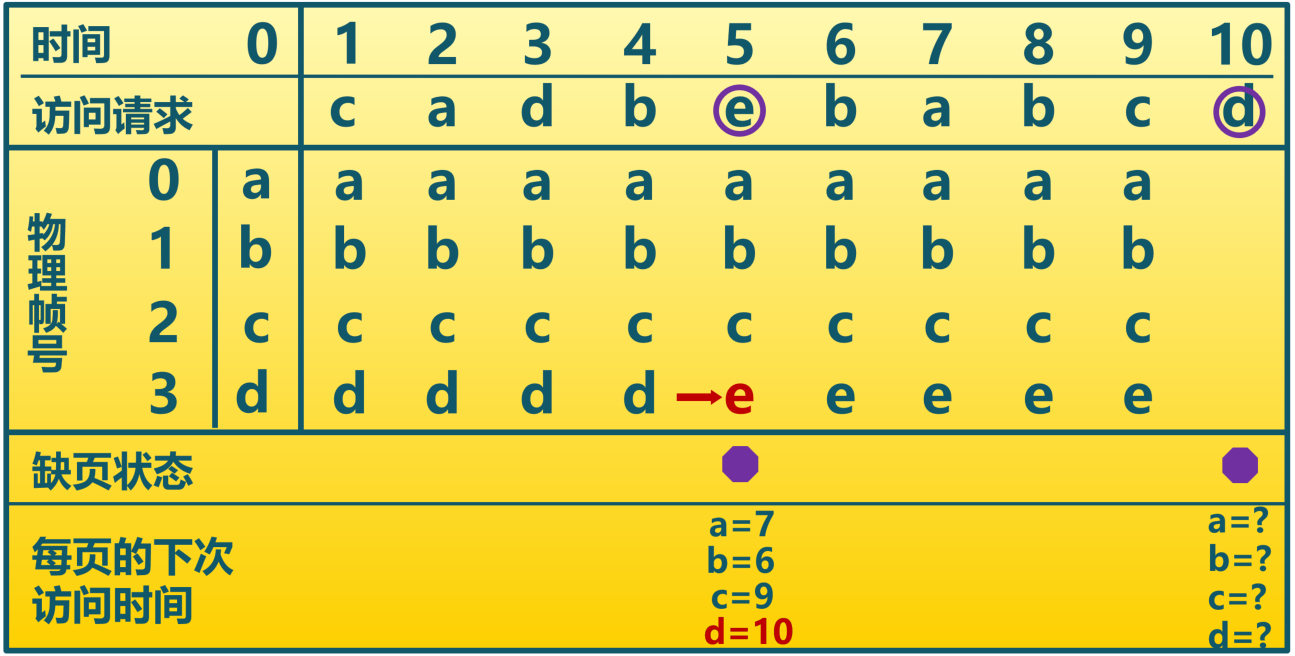 时间 0 1 2 3 4 5 6 7 8 9 10
访问请求 c a d b e b a b c d
物理帧号
0 a a a a a a a a a a
1 b b b b b b b b b b
2 c c c c c c c c c c
3 d d d d d e e e e e
缺页状态
每页的下次
访问时间
a=7
b=6
c=9
d=10
a=?
b=?
c=?
d=?